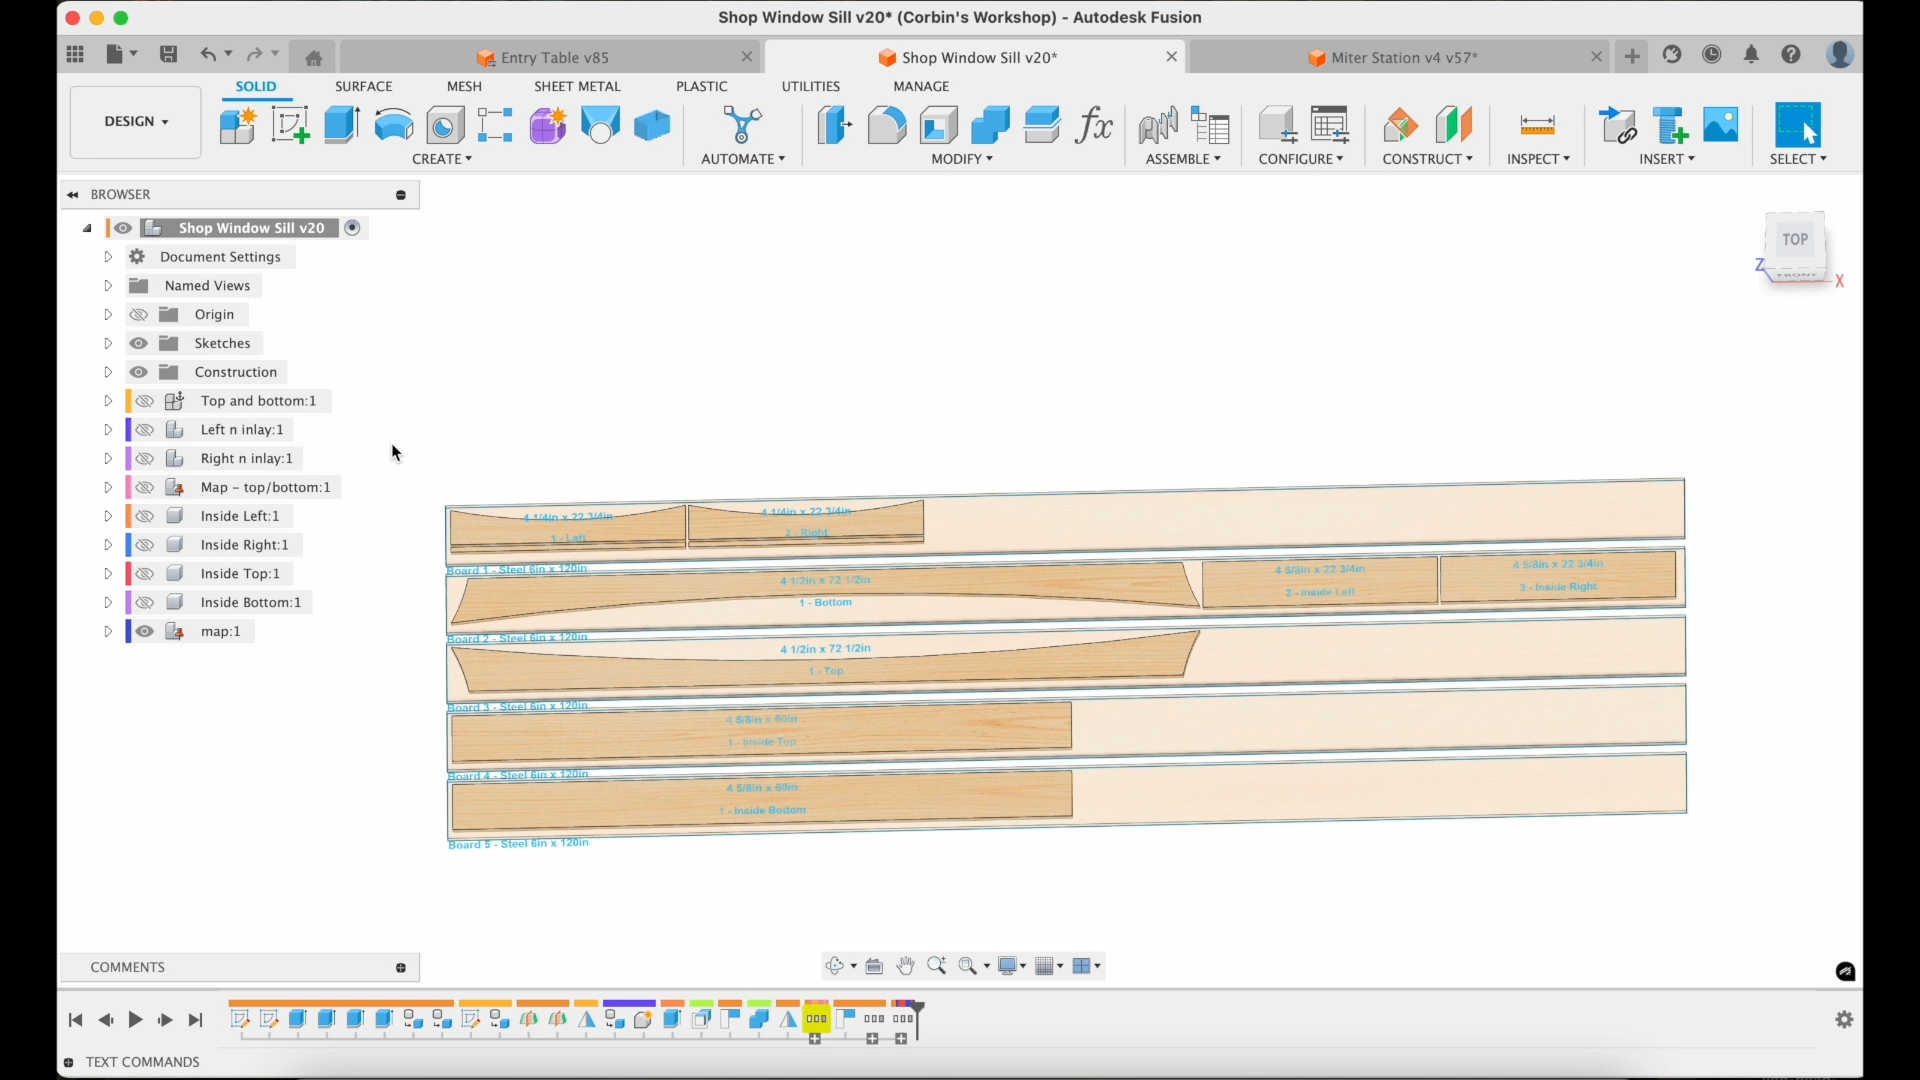 Shop Window Sill v20* (Corbin's Workshop) - Autodesk Fusion
Entry Table v85
Shop Window Sill v20*
Miter Station v4 v57*
SOLID
SURFACE
MESH
SHEET METAL
PLASTIC
UTILITIES
MANAGE
DESIGN
CREATE
AUTOMATE
fx
MODIFY
ASSEMBLE
CONFIGURE
CONSTRUCT
INSPECT
INSERT
SELECT
BROWSER
Shop Window Sill v20
Document Settings
Named Views
Origin
Sketches
Construction
Top and bottom:1
Left n inlay:1
Right n inlay:1
Map - top/bottom:1
Inside Left:1
Inside Right:1
Inside Top:1
Inside Bottom:1
map:1
TOP
FRONT
Z
X
4 1/4in x 22 3/4in
1 - Left
4 1/4in x 22 3/4in
2 - Right
Board 1 - Steel 6in x 120in
4 1/2in x 72 1/2in
1 - Bottom
4 5/8in x 22 3/4in
2 - Inside Left
4 5/8in x 22 3/4in
3 - Inside Right
Board 2 - Steel 6in x 120in
4 1/2in x 72 1/2in
1 - Top
Board 3 - Steel 6in x 120in
4 5/8in x 60in
1 - Inside Top
Board 4 - Steel 6in x 120in
4 5/8in x 60in
1 - Inside Bottom
Board 5 - Steel 6in x 120in
COMMENTS
TEXT COMMANDS